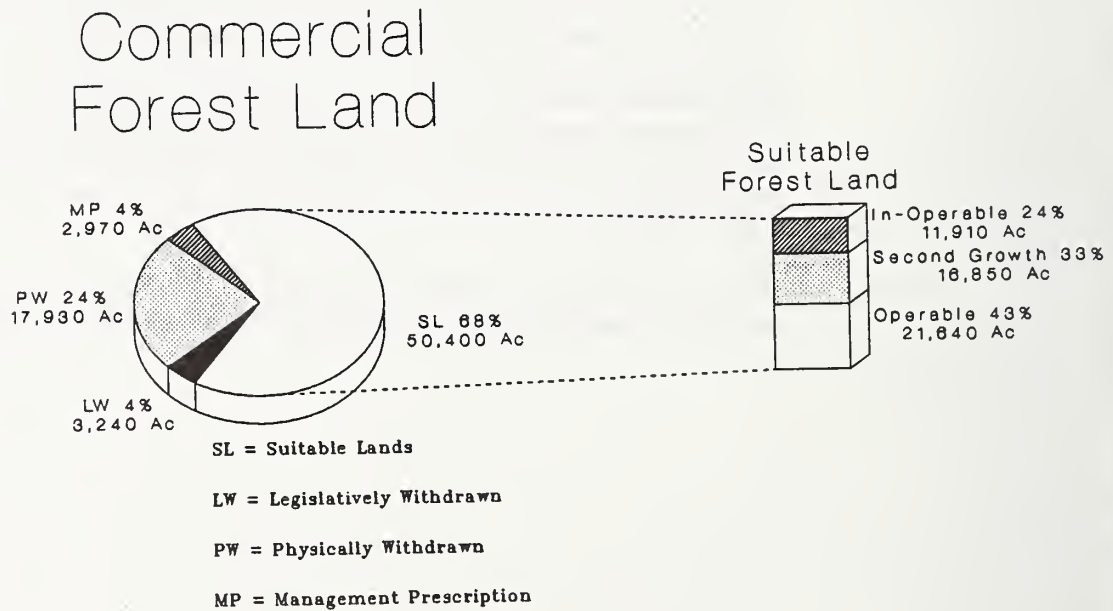 Commercial
Forest Land
MP 4%
2,970 Ac
PW 24%
17,930 Ac
LW 4%
3,240 Ac
SL 68%
50,400 Ac
Suitable
Forest Land
In-Operable 24%
11,910 Ac
Second Growth 33%
16,850 Ac
Operable 43%
21,640 Ac
SL = Suitable Lands
LW = Legislatively Withdrawn
PW = Physically Withdrawn
MP = Management Prescription